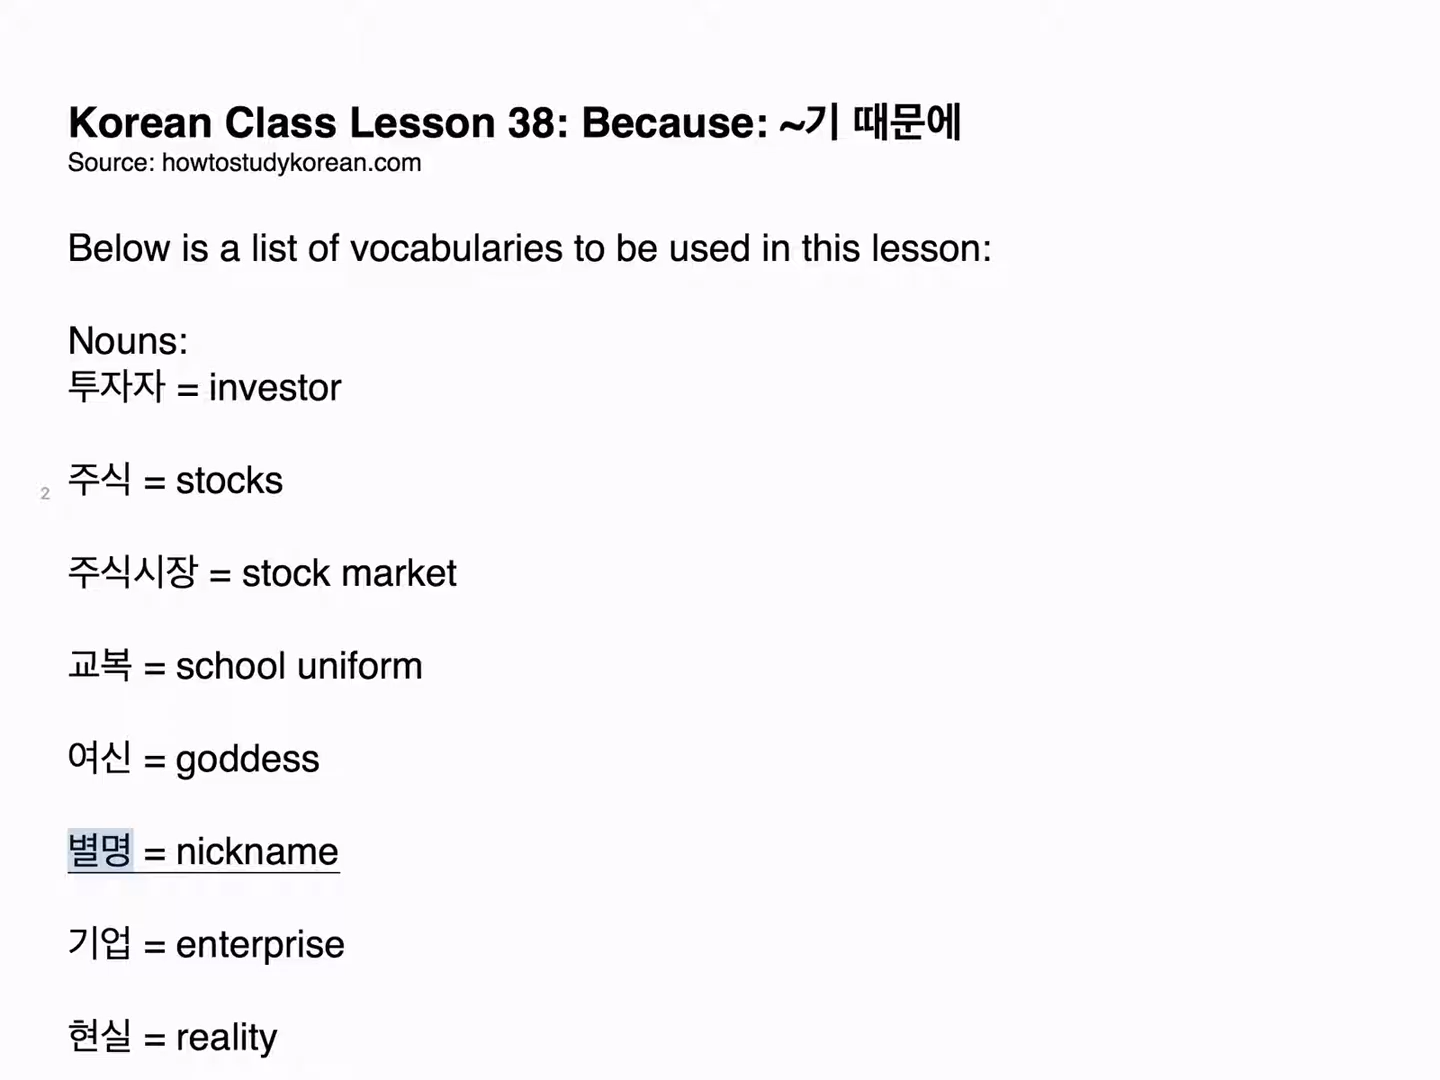 Korean Class Lesson 38: Because: ~기 때문에
Source: howtostudykorean.com
Below is a list of vocabularies to be used in this lesson:
Nouns:
투자자 = investor
2 주식 = stocks
주식시장 = stock market
교복 = school uniform
여신 = goddess
별명 = nickname
기업 = enterprise
현실 = reality